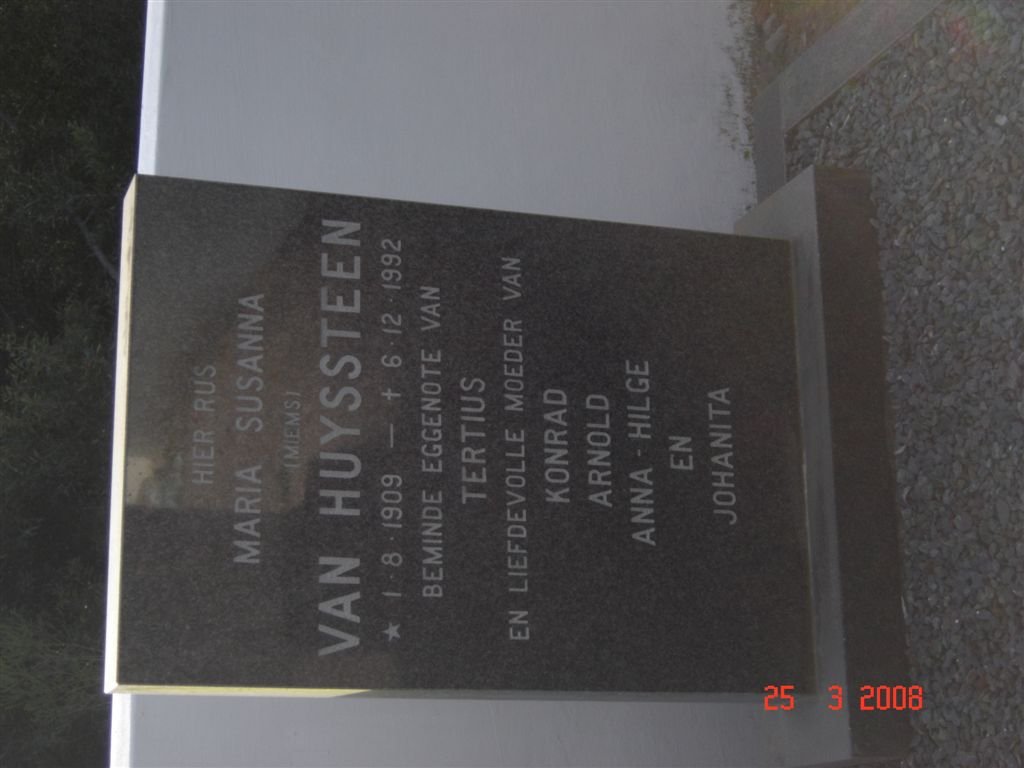 HIER RUS
MARIA SUSANNA
(MIEMS)
VAN HUYSSTEEN
★ 1·8·1909 — + 6·12·1992
BEMINDE EGGENOTE VAN
TERTIUS
EN LIEFDEVOLLE MOEDER VAN
KONRAD
ARNOLD
ANNA-HILGE
EN
JOHANITA
25 3 2008